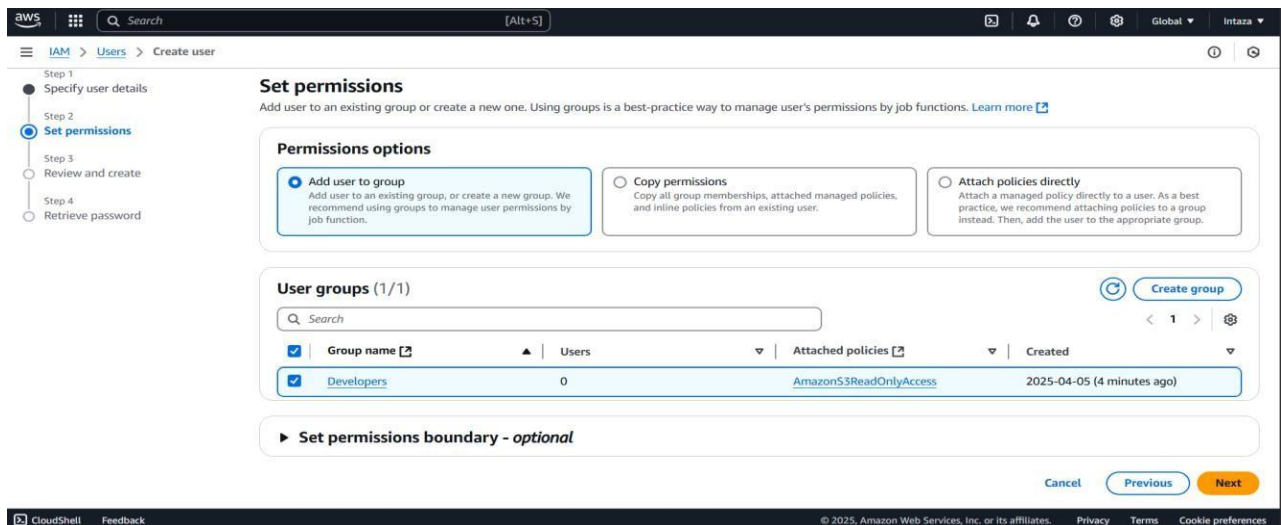 aws Search [Alt+S] Global Intaza
IAM > Users > Create user
Step 1
Specify user details
Step 2
Set permissions
Step 3
Review and create
Step 4
Retrieve password
Set permissions
Add user to an existing group or create a new one. Using groups is a best-practice way to manage user's permissions by job functions. Learn more
Permissions options
Add user to group
Add user to an existing group, or create a new group. We
recommend using groups to manage user permissions by
job function.
Copy permissions
Copy all group memberships, attached managed policies,
and inline policies from an existing user.
Attach policies directly
Attach a managed policy directly to a user. As a best
practice, we recommend attaching policies to a group
instead. Then, add the user to the appropriate group.
User groups (1/1) Create group
Search < 1 >
Group name Users Attached policies Created
Developers 0 AmazonS3ReadOnlyAccess 2025-04-05 (4 minutes ago)
Set permissions boundary - optional
Cancel Previous Next
CloudShell Feedback © 2025, Amazon Web Services, Inc. or its affiliates. Privacy Terms Cookie preferences